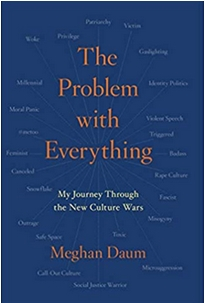 Patriarchy
Woke
Privilege
Victim
The
Gaslighting
Millennial
Problem
Identity Politics
Moral Panic
with
Violent Speech
Triggered
Feminist
Everything
Badass
Canceled
Rape Culture
Snowflake
My Journey Through
Fascist
the New Culture Wars
Misogyny
Outrage
Safe Space
Toxic
Meghan Daum
Microaggression
Call-Out Culture
Social Justice Warrior